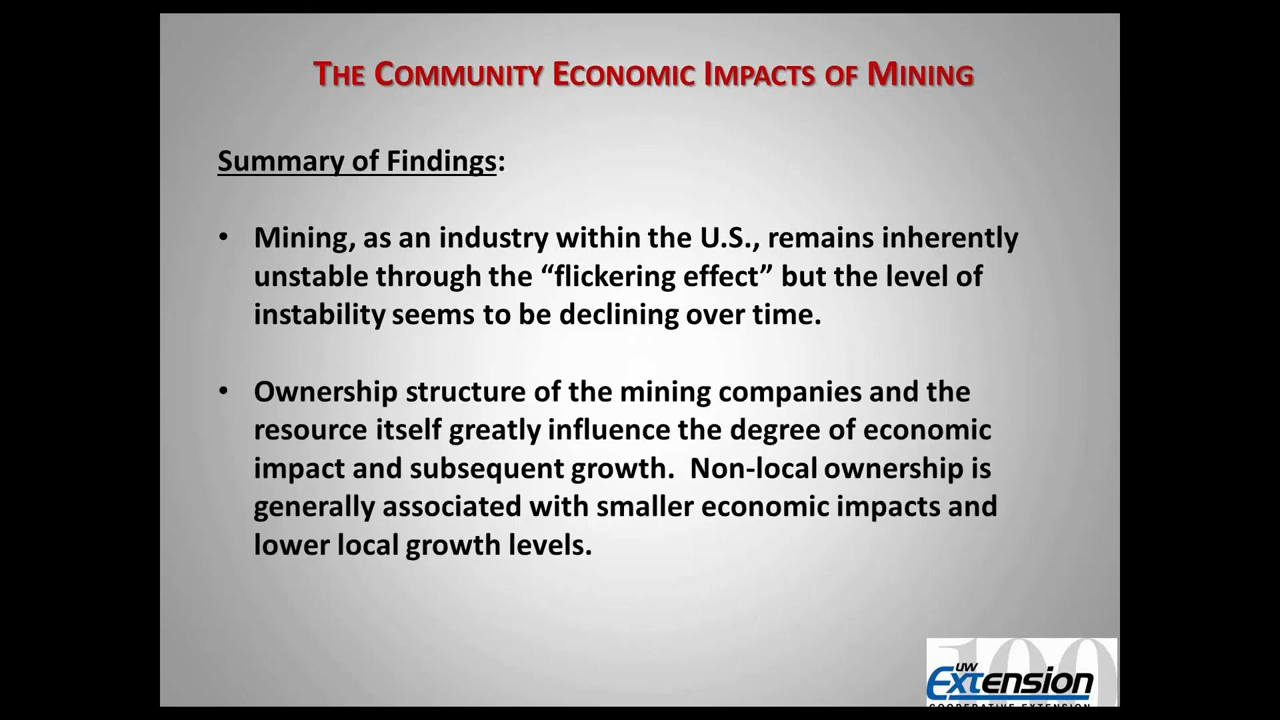 THE COMMUNITY ECONOMIC IMPACTS OF MINING
Summary of Findings:
• Mining, as an industry within the U.S., remains inherently
unstable through the “flickering effect” but the level of
instability seems to be declining over time.
• Ownership structure of the mining companies and the
resource itself greatly influence the degree of economic
impact and subsequent growth.  Non-local ownership is
generally associated with smaller economic impacts and
lower local growth levels.
100
UW
Extension
COOPERATIVE EXTENSION